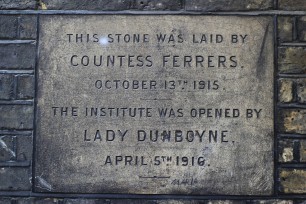 THIS STONE WAS LAID BY
COUNTESS FERRERS.
OCTOBER 13TH 1915.
THE INSTITUTE WAS OPENED BY
LADY DUNBOYNE.
APRIL 5TH 1916.